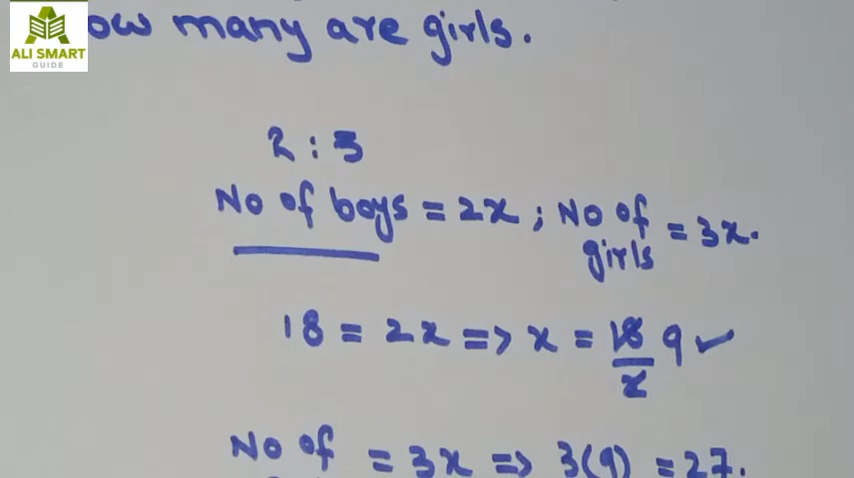 ALI SMART
GUIDE
ow many are girls.
2 : 3
No of boys = 2x ; No of girls = 3x.
18 = 2x => x = 18/2 9 ✓
No of = 3x => 3(9) = 27.